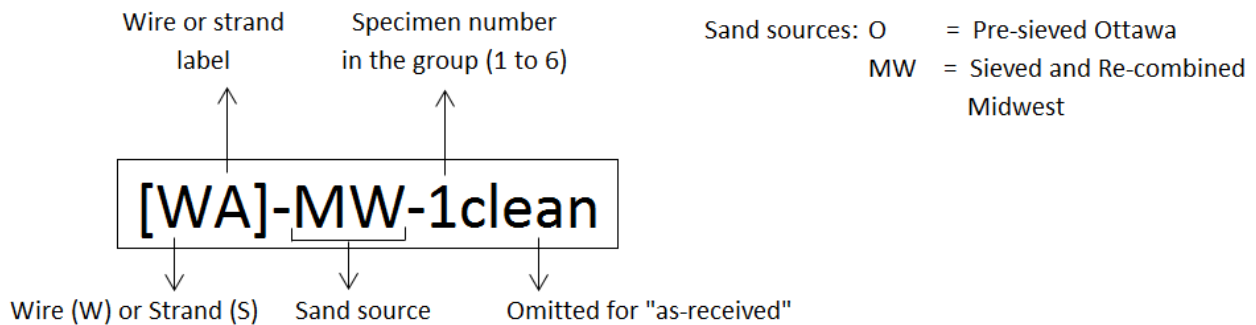 Wire or strand
label
Specimen number
in the group (1 to 6)
Sand sources: O = Pre-sieved Ottawa
MW = Sieved and Re-combined
Midwest
[WA]-MW-1clean
Wire (W) or Strand (S)
Sand source
Omitted for "as-received"